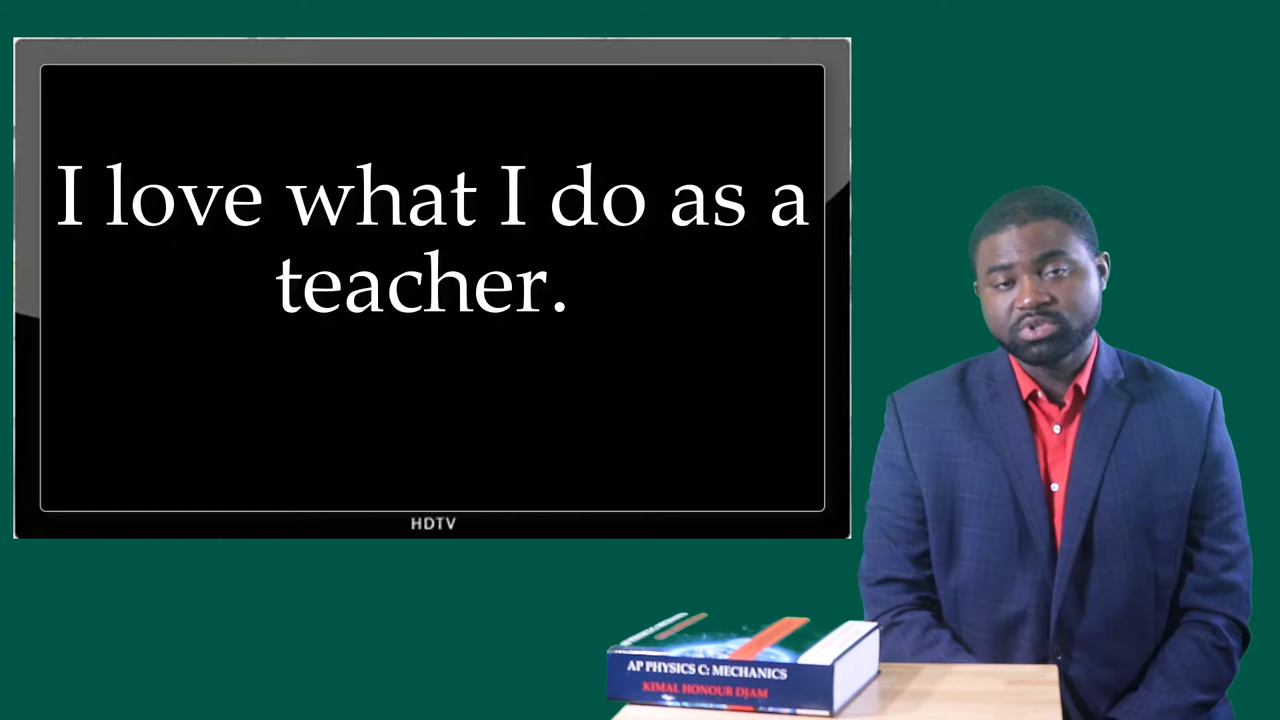 I love what I do as a
teacher.
HDTV
AP PHYSICS C: MECHANICS
KIMAL HONOUR DJAM